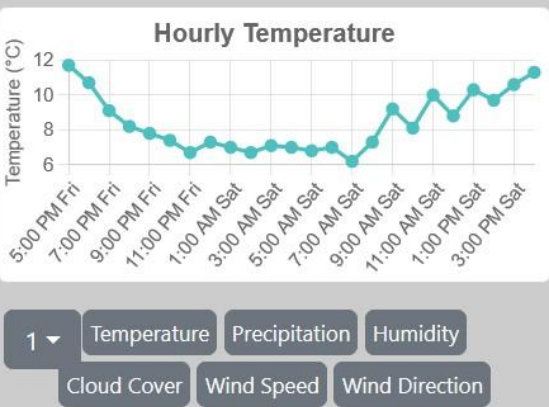 Hourly Temperature
Temperature (°C)
12
10
8
6
5:00 PM Fri
7:00 PM Fri
9:00 PM Fri
11:00 PM Fri
1:00 AM Sat
3:00 AM Sat
5:00 AM Sat
7:00 AM Sat
9:00 AM Sat
11:00 AM Sat
1:00 PM Sat
3:00 PM Sat
1 Temperature Precipitation Humidity
Cloud Cover Wind Speed Wind Direction